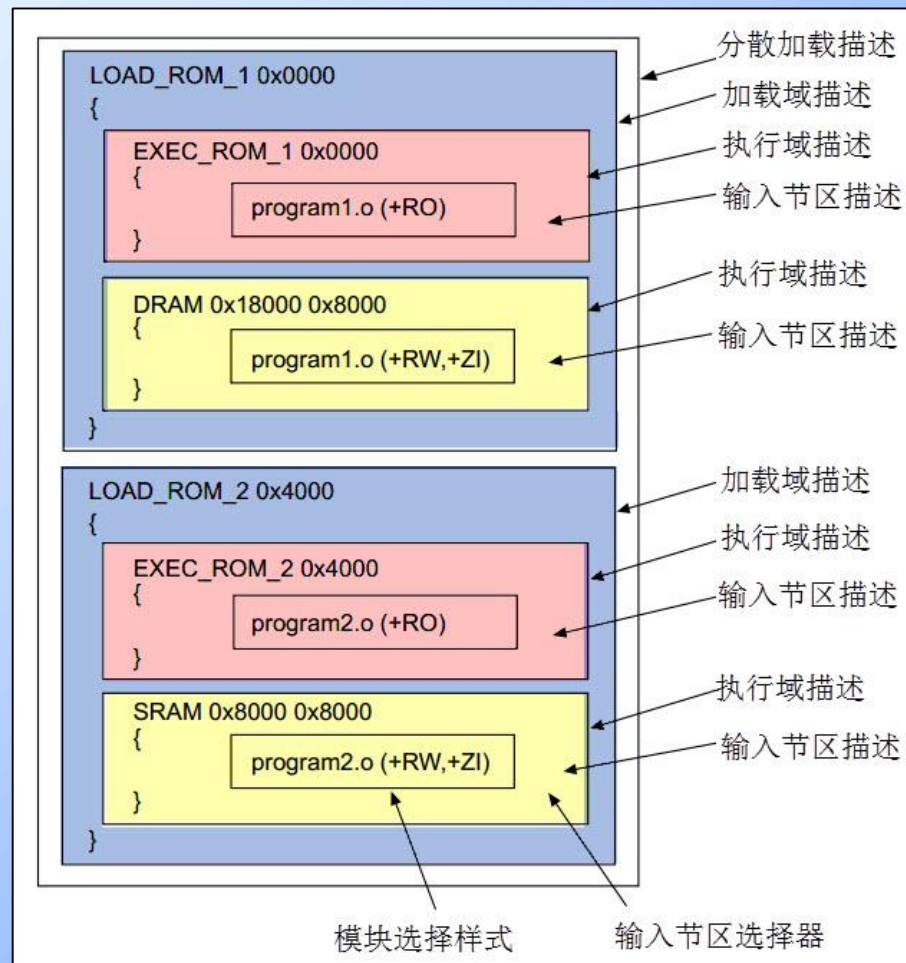 分散加载描述
LOAD_ROM_1 0x0000
加载域描述
{
EXEC_ROM_1 0x0000
执行域描述
{
program1.o (+RO)
输入节区描述
}
DRAM 0x18000 0x8000
执行域描述
{
program1.o (+RW,+ZI)
输入节区描述
}
}
LOAD_ROM_2 0x4000
加载域描述
{
EXEC_ROM_2 0x4000
执行域描述
{
program2.o (+RO)
输入节区描述
}
SRAM 0x8000 0x8000
执行域描述
{
program2.o (+RW,+ZI)
输入节区描述
}
}
模块选择样式
输入节区选择器